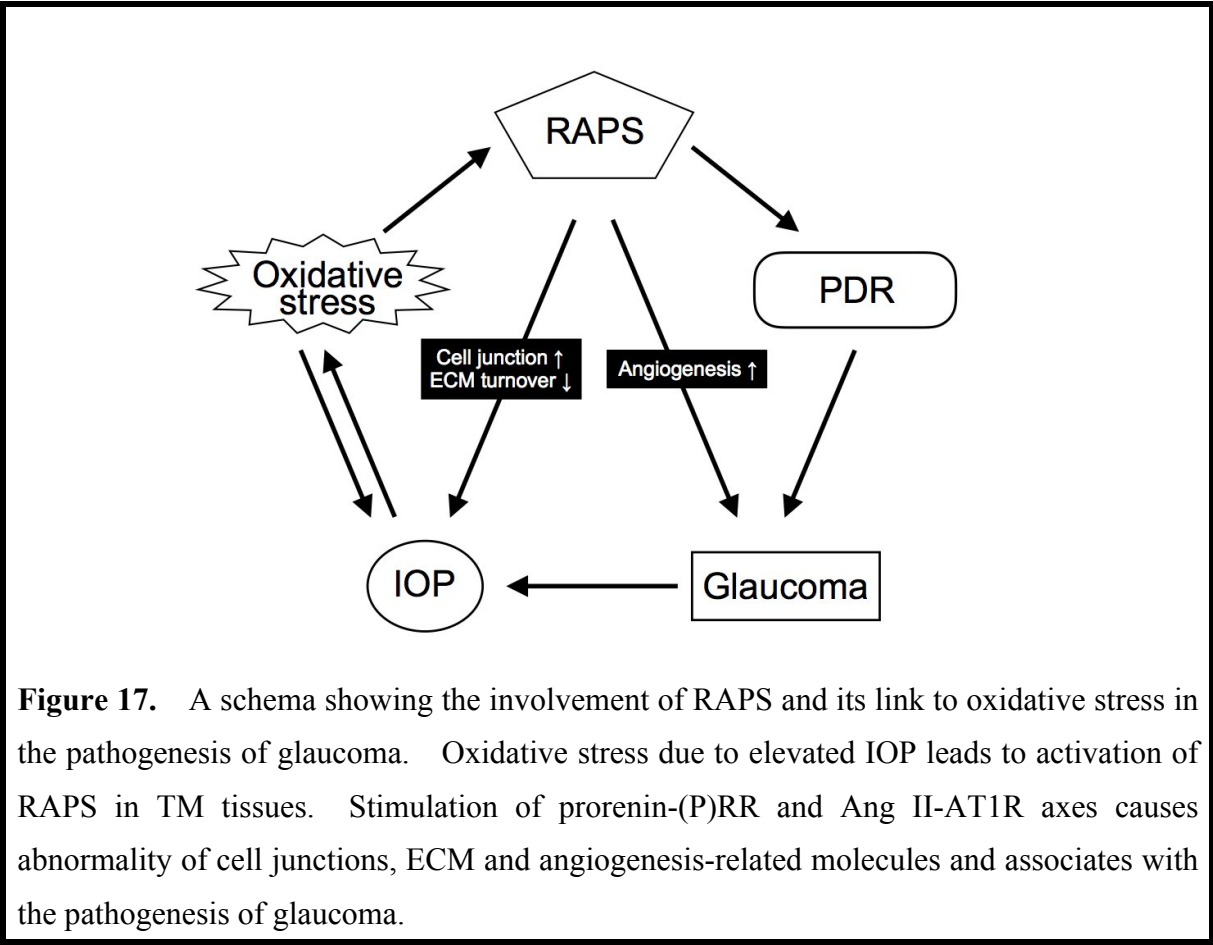 RAPS
Oxidative
stress
PDR
Cell junction ↑
ECM turnover ↓
Angiogenesis ↑
IOP
Glaucoma
Figure 17. A schema showing the involvement of RAPS and its link to oxidative stress in
the pathogenesis of glaucoma. Oxidative stress due to elevated IOP leads to activation of
RAPS in TM tissues. Stimulation of prorenin-(P)RR and Ang II-AT1R axes causes
abnormality of cell junctions, ECM and angiogenesis-related molecules and associates with
the pathogenesis of glaucoma.